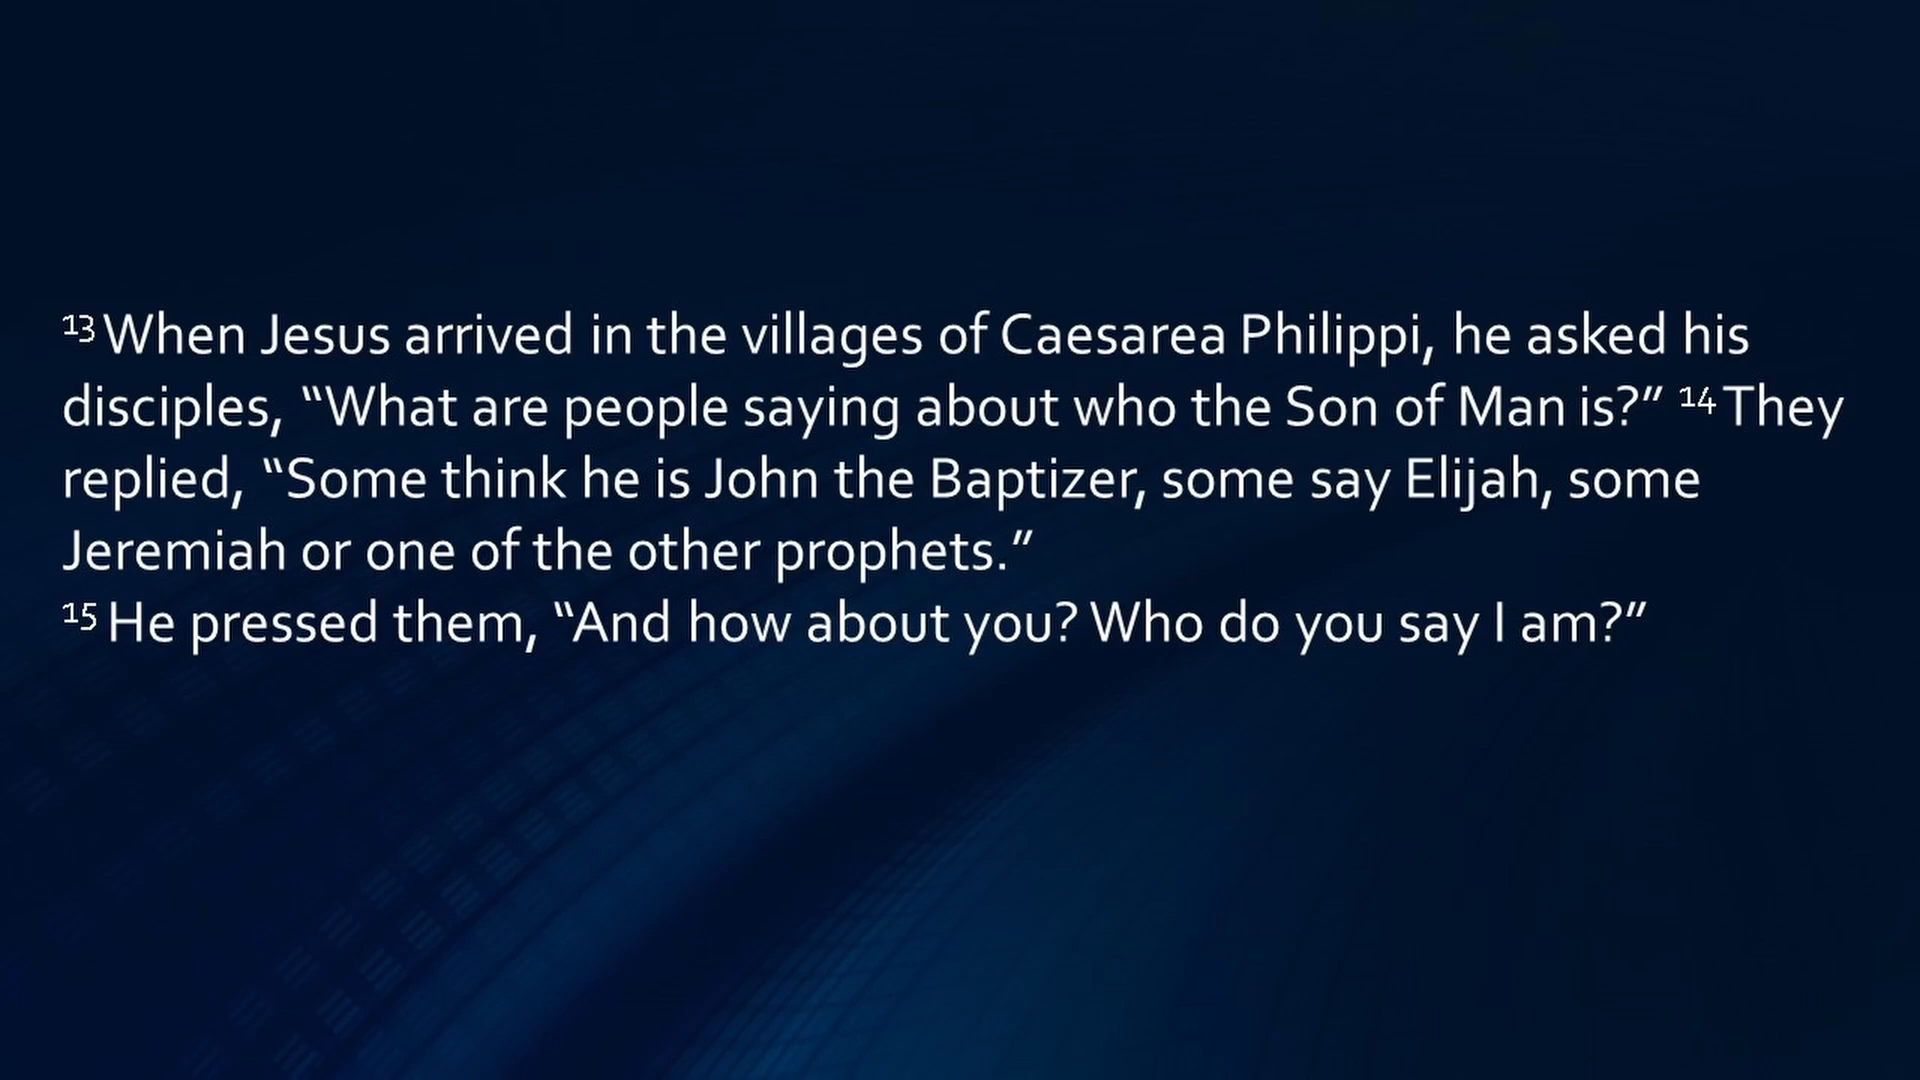 13 When Jesus arrived in the villages of Caesarea Philippi, he asked his
disciples, “What are people saying about who the Son of Man is?” 14 They
replied, “Some think he is John the Baptizer, some say Elijah, some
Jeremiah or one of the other prophets.”
15 He pressed them, “And how about you? Who do you say I am?”